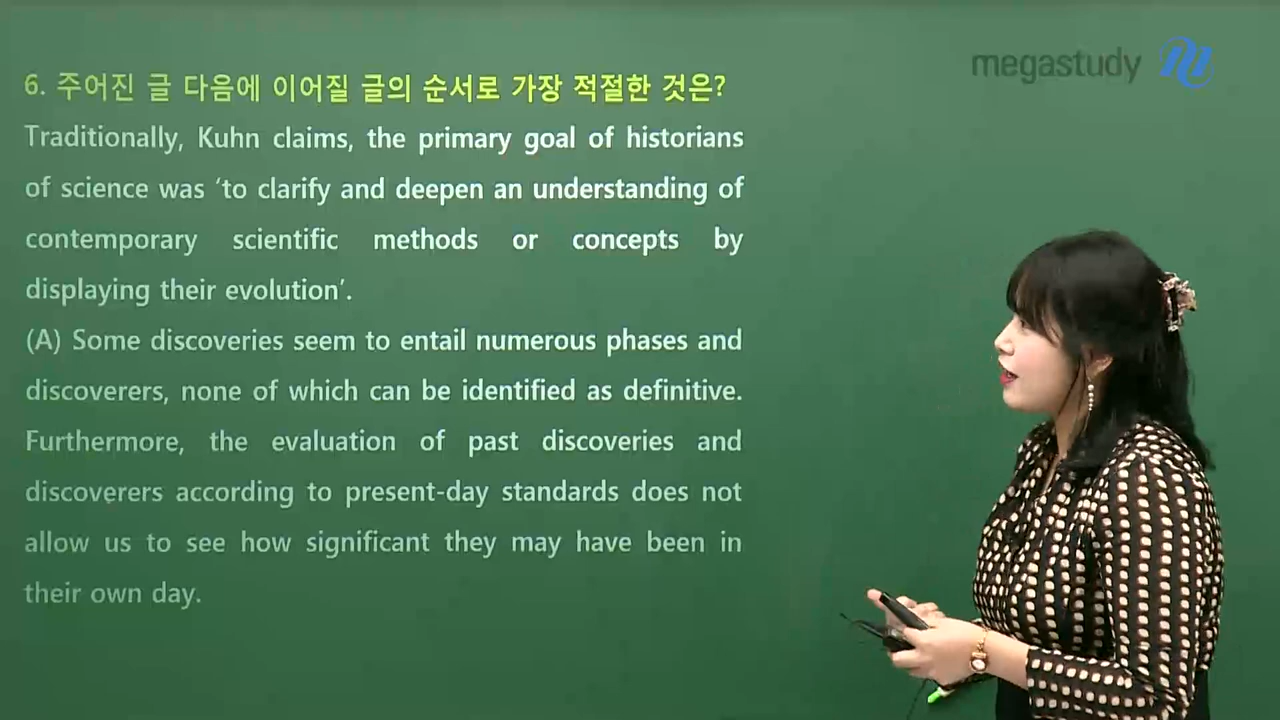 megastudy
6. 주어진 글 다음에 이어질 글의 순서로 가장 적절한 것은?
Traditionally, Kuhn claims, the primary goal of historians
of science was ‘to clarify and deepen an understanding of
contemporary scientific methods or concepts by
displaying their evolution’.
(A) Some discoveries seem to entail numerous phases and
discoverers, none of which can be identified as definitive.
Furthermore, the evaluation of past discoveries and
discoverers according to present-day standards does not
allow us to see how significant they may have been in
their own day.